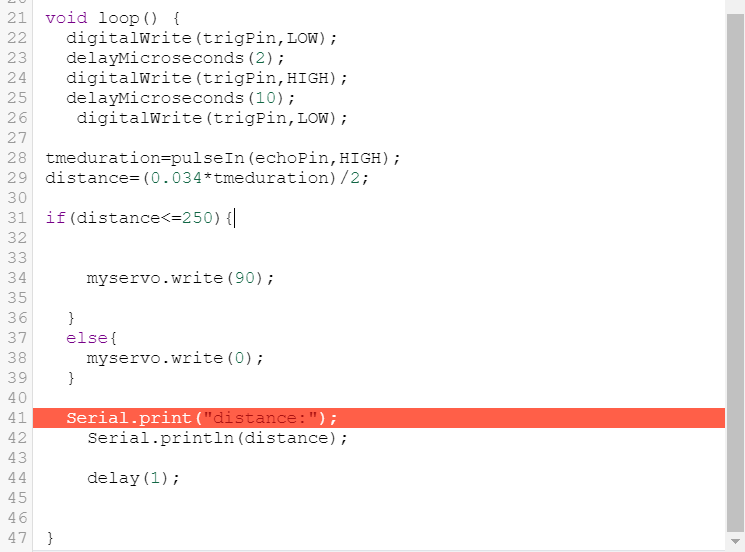 21 void loop() {
22 digitalWrite(trigPin,LOW);
23 delayMicroseconds(2);
24 digitalWrite(trigPin,HIGH);
25 delayMicroseconds(10);
26 digitalWrite(trigPin,LOW);
27
28 tmeduration=pulseIn(echoPin,HIGH);
29 distance=(0.034*tmeduration)/2;
30
31 if(distance<=250){
32
33
34 myservo.write(90);
35
36 }
37 else{
38 myservo.write(0);
39 }
40
41 Serial.print("distance:");
42 Serial.println(distance);
43
44 delay(1);
45
46
47 }